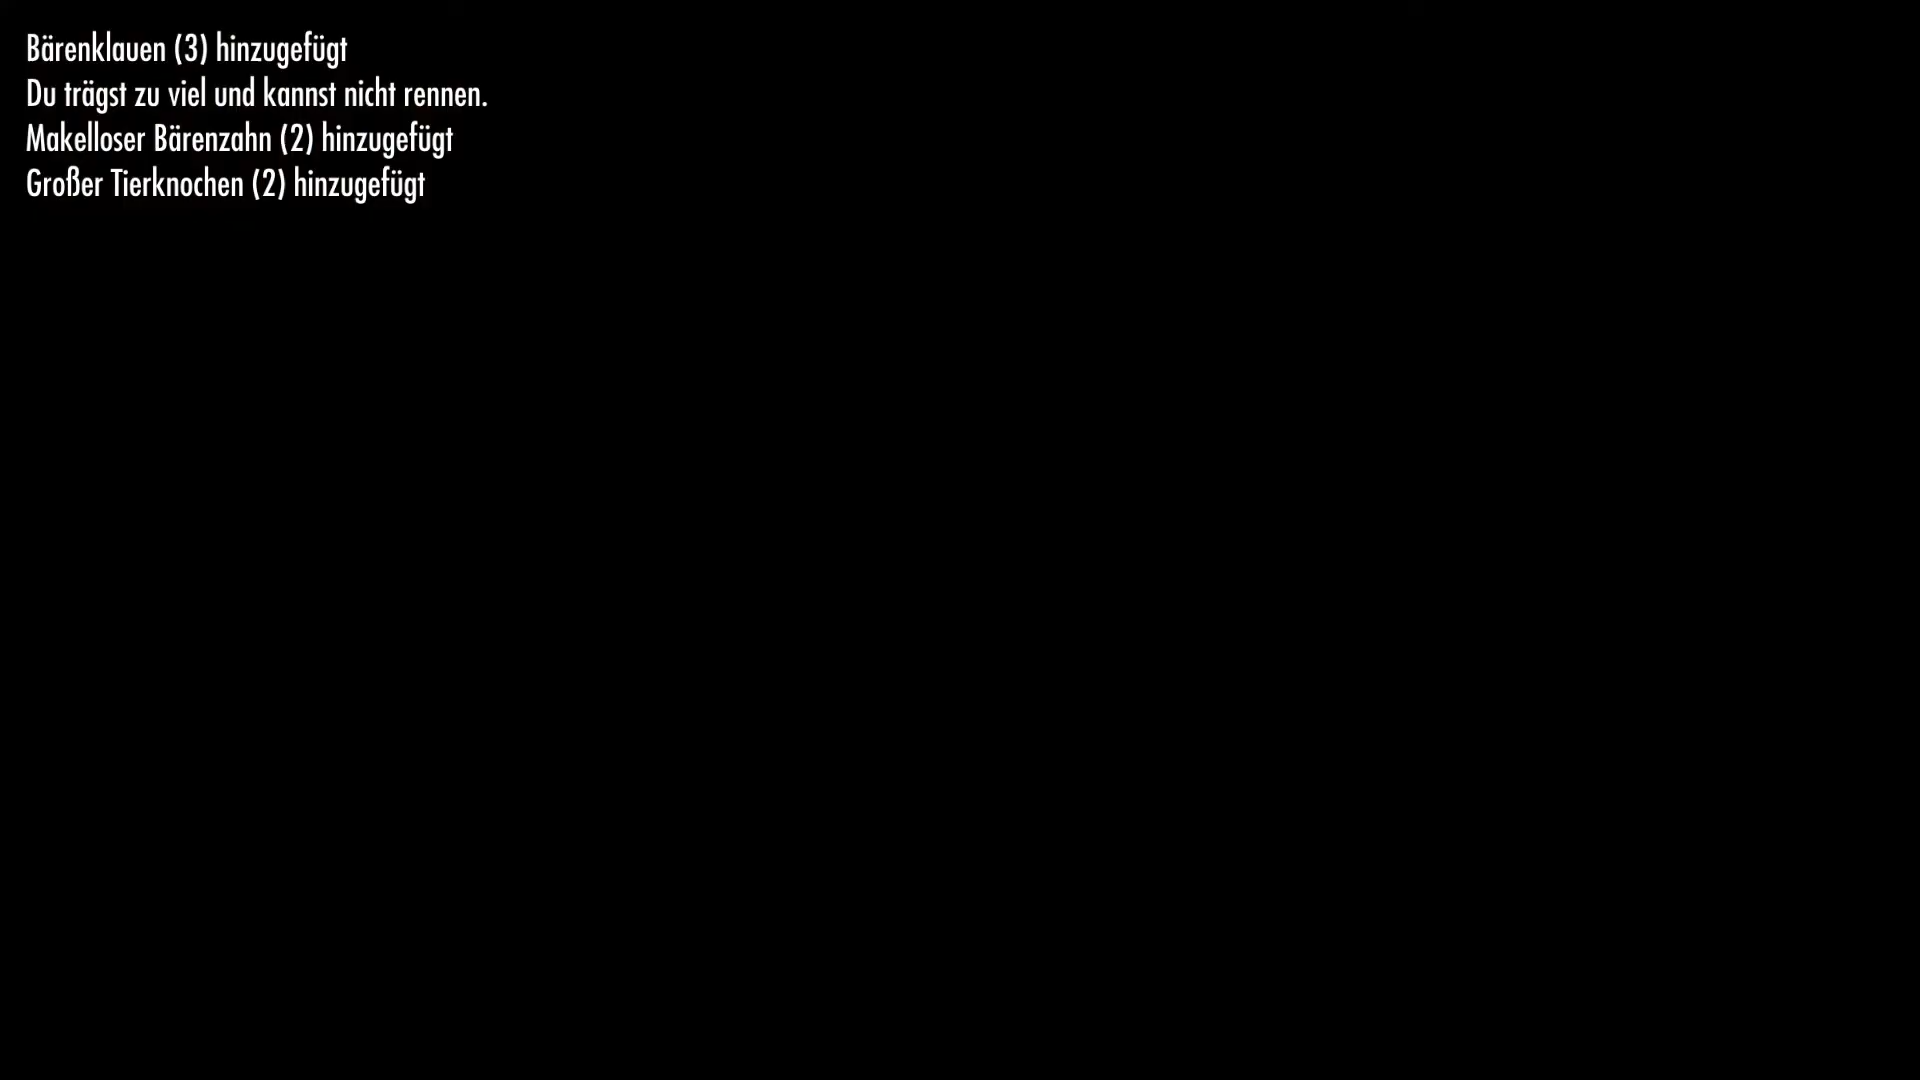 Bärenklauen (3) hinzugefügt
Du trägst zu viel und kannst nicht rennen.
Makelloser Bärenzahn (2) hinzugefügt
Großer Tierknochen (2) hinzugefügt